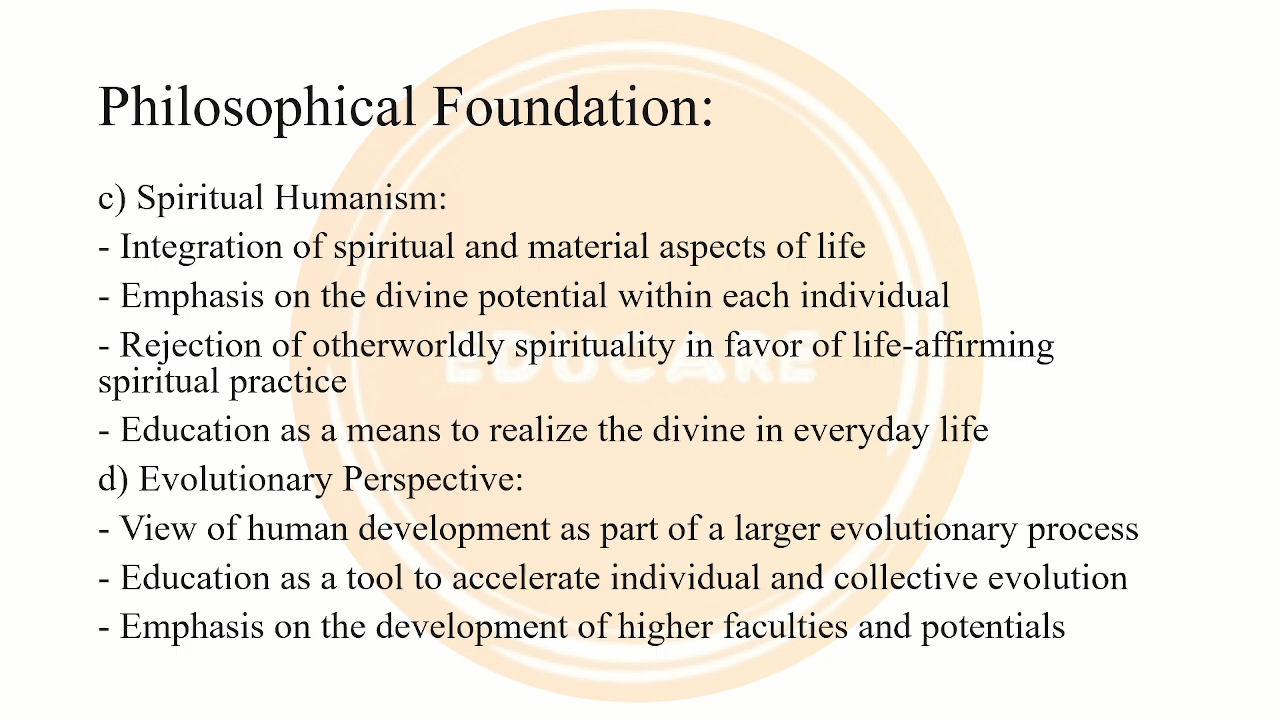 Philosophical Foundation:
c) Spiritual Humanism:
- Integration of spiritual and material aspects of life
- Emphasis on the divine potential within each individual
- Rejection of otherworldly spirituality in favor of life-affirming
spiritual practice
EDUCARE
- Education as a means to realize the divine in everyday life
d) Evolutionary Perspective:
- View of human development as part of a larger evolutionary process
- Education as a tool to accelerate individual and collective evolution
- Emphasis on the development of higher faculties and potentials